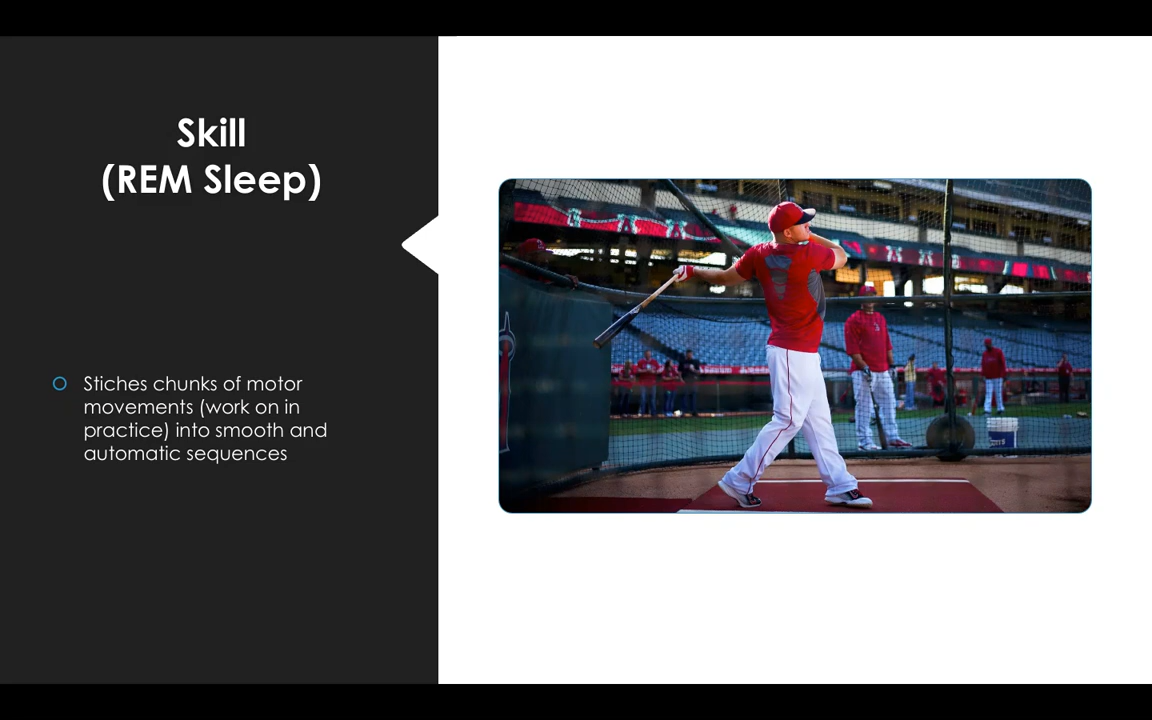 Skill
(REM Sleep)
Stiches chunks of motor
movements (work on in
practice) into smooth and
automatic sequences